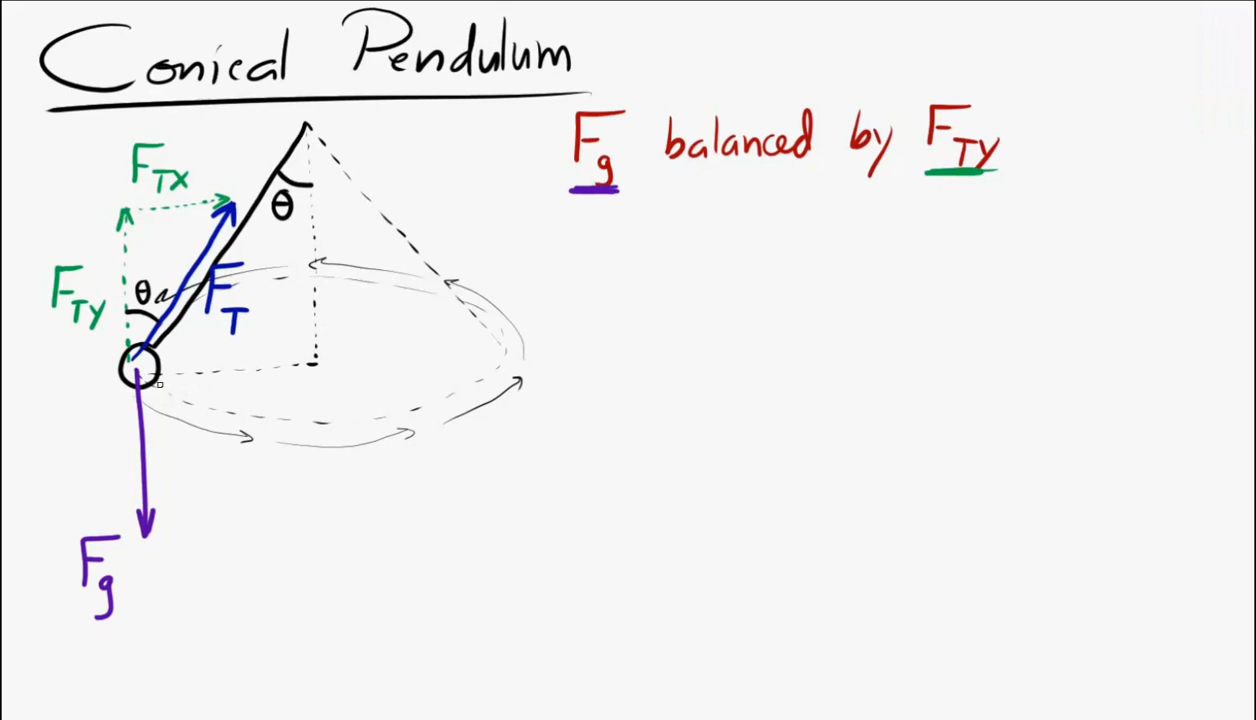 Conical Pendulum
Fg balanced by FTy
FTX
θ
FTy
θ
FT
Fg